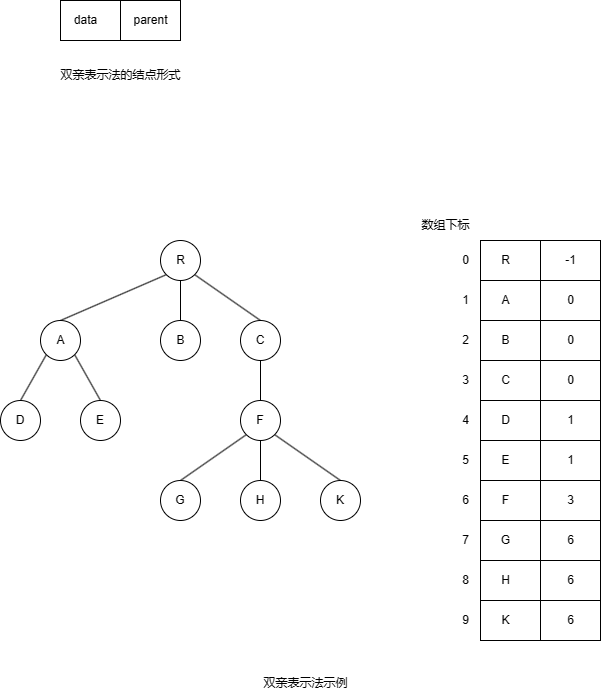 data parent
双亲表示法的结点形式
数组下标
R
A B C
D E F
G H K
0 R -1
1 A 0
2 B 0
3 C 0
4 D 1
5 E 1
6 F 3
7 G 6
8 H 6
9 K 6
双亲表示法示例